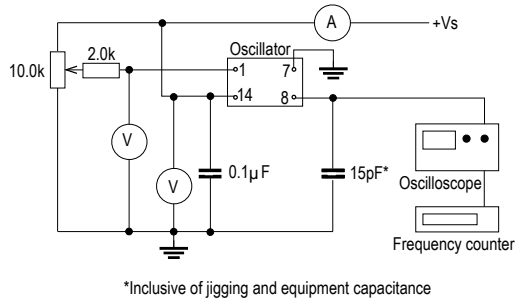 A
+Vs
Oscillator
10.0k
2.0k
1
7
14
8
V
V
0.1µF
15pF*
Oscilloscope
Frequency counter
*Inclusive of jigging and equipment capacitance